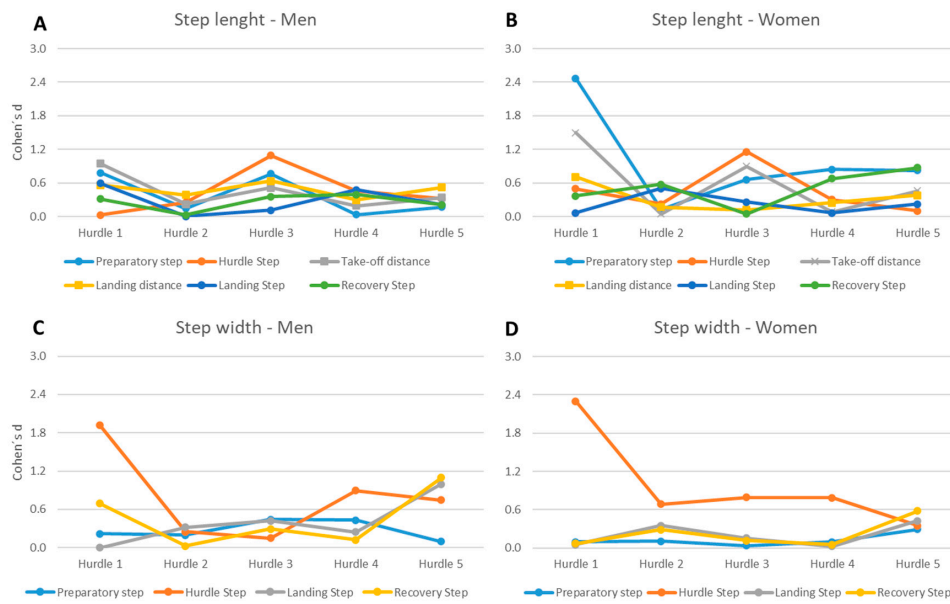 A Step lenght - Men
3.0
2.4
1.8
1.2
0.6
0.0
Cohen´s d
Hurdle 1 Hurdle 2 Hurdle 3 Hurdle 4 Hurdle 5
Preparatory step Hurdle Step Take-off distance
Landing distance Landing Step Recovery Step
B Step lenght - Women
3.0
2.4
1.8
1.2
0.6
0.0
Hurdle 1 Hurdle 2 Hurdle 3 Hurdle 4 Hurdle 5
Preparatory step Hurdle Step Take-off distance
Landing distance Landing Step Recovery Step
C Step width - Men
3.0
2.4
1.8
1.2
0.6
0.0
Cohen´s d
Hurdle 1 Hurdle 2 Hurdle 3 Hurdle 4 Hurdle 5
Preparatory step Hurdle Step Landing Step Recovery Step
D Step width - Women
3.0
2.4
1.8
1.2
0.6
0.0
Hurdle 1 Hurdle 2 Hurdle 3 Hurdle 4 Hurdle 5
Preparatory step Hurdle Step Landing Step Recovery Step